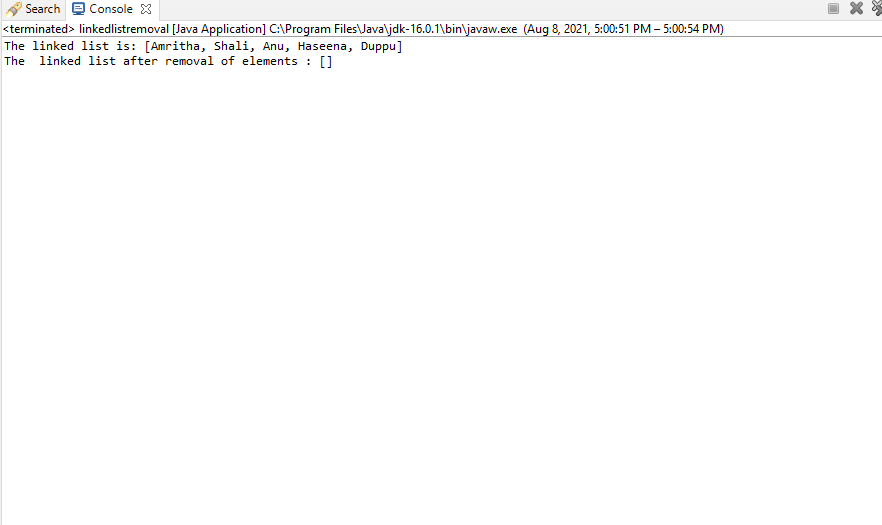 Search Console
<terminated> linkedlistremoval [Java Application] C:\Program Files\Java\jdk-16.0.1\bin\javaw.exe (Aug 8, 2021, 5:00:51 PM – 5:00:54 PM)
The linked list is: [Amritha, Shali, Anu, Haseena, Duppu]
The  linked list after removal of elements : []